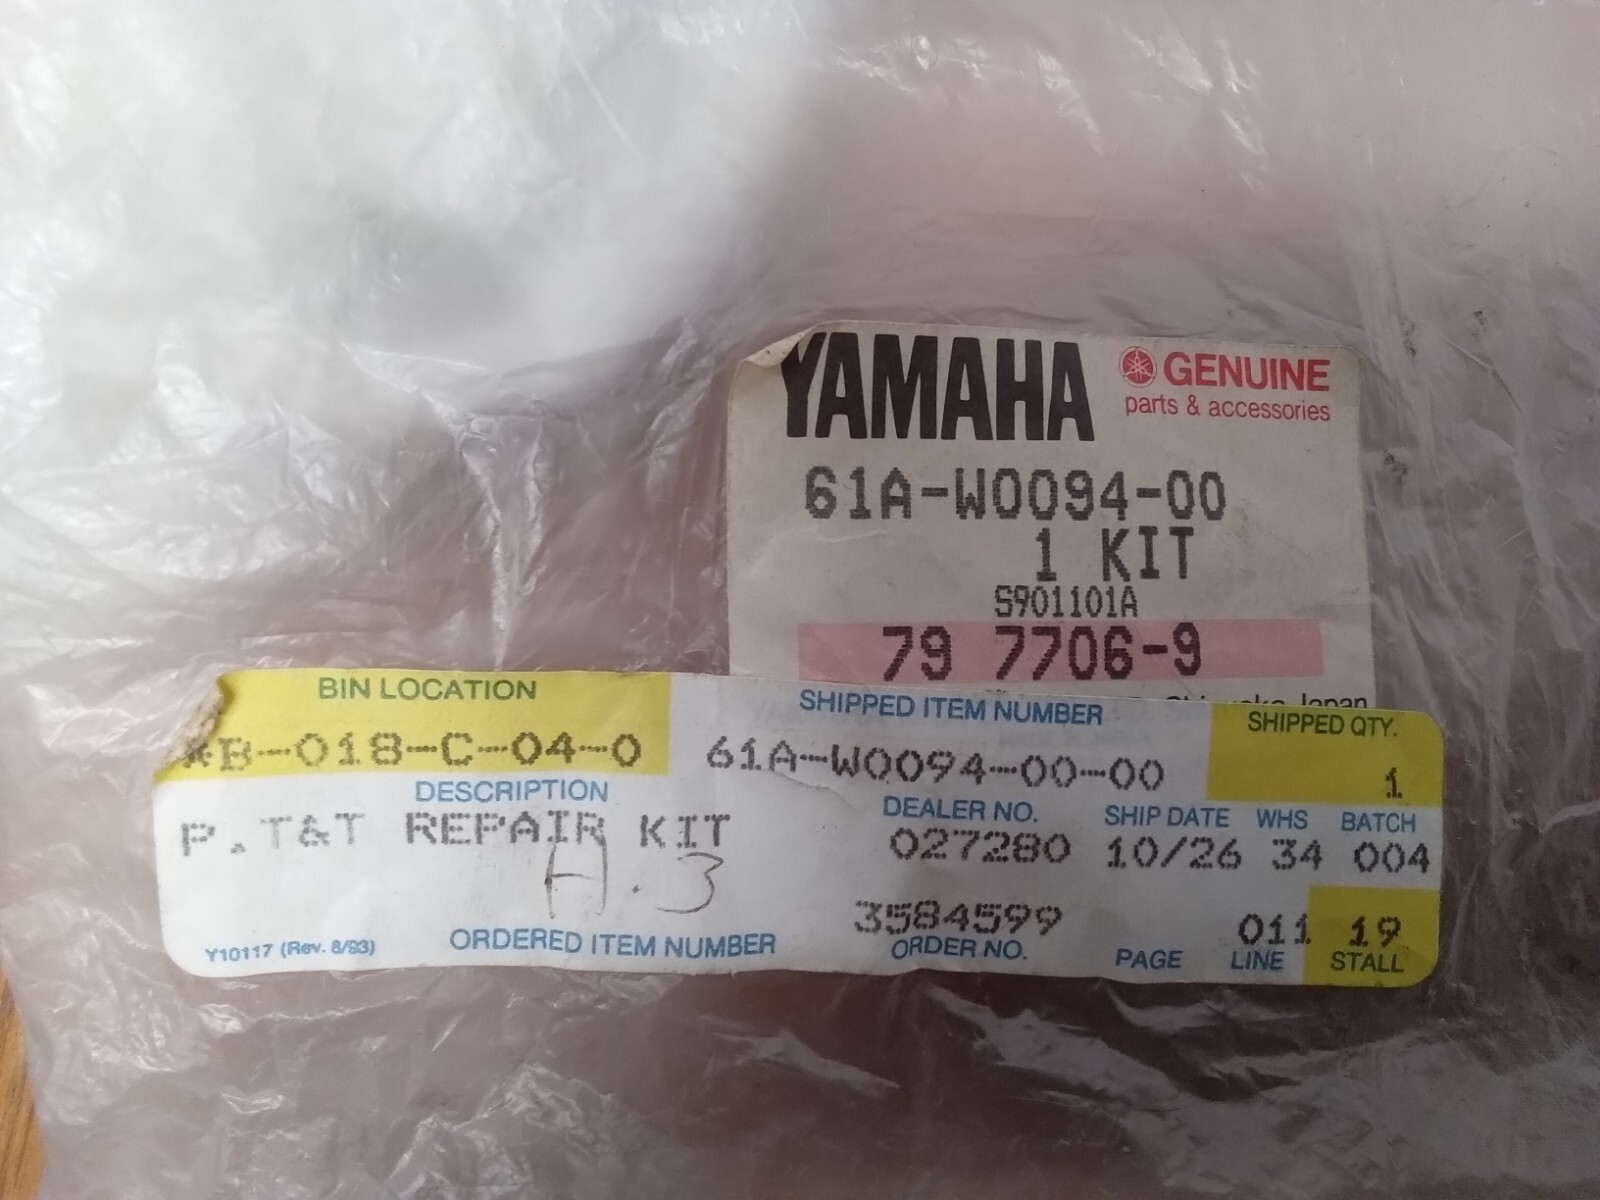 YAMAHA
GENUINE
parts & accessories
61A-W0094-00
1 KIT
S901101A
79 7706-9
Japan
BIN LOCATION
*B-018-C-04-0
SHIPPED ITEM NUMBER
61A-W0094-00-00
SHIPPED QTY.
1
DESCRIPTION
P.T&T REPAIR KIT
H.3
DEALER NO.
027280
SHIP DATE
10/26
WHS
34
BATCH
004
3584599
ORDER NO.
011
19
Y10117 (Rev. 8/93)
ORDERED ITEM NUMBER
PAGE
LINE
STALL